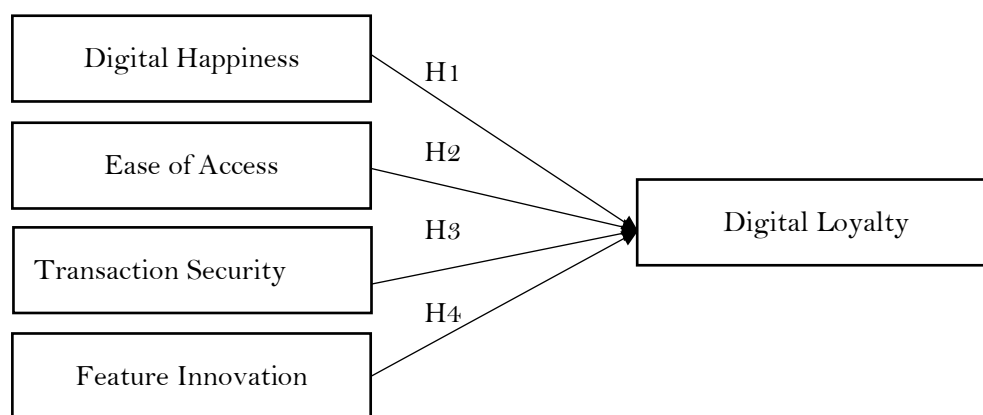 Digital Happiness
H1
Ease of Access
H2
Digital Loyalty
H3
Transaction Security
H4
Feature Innovation